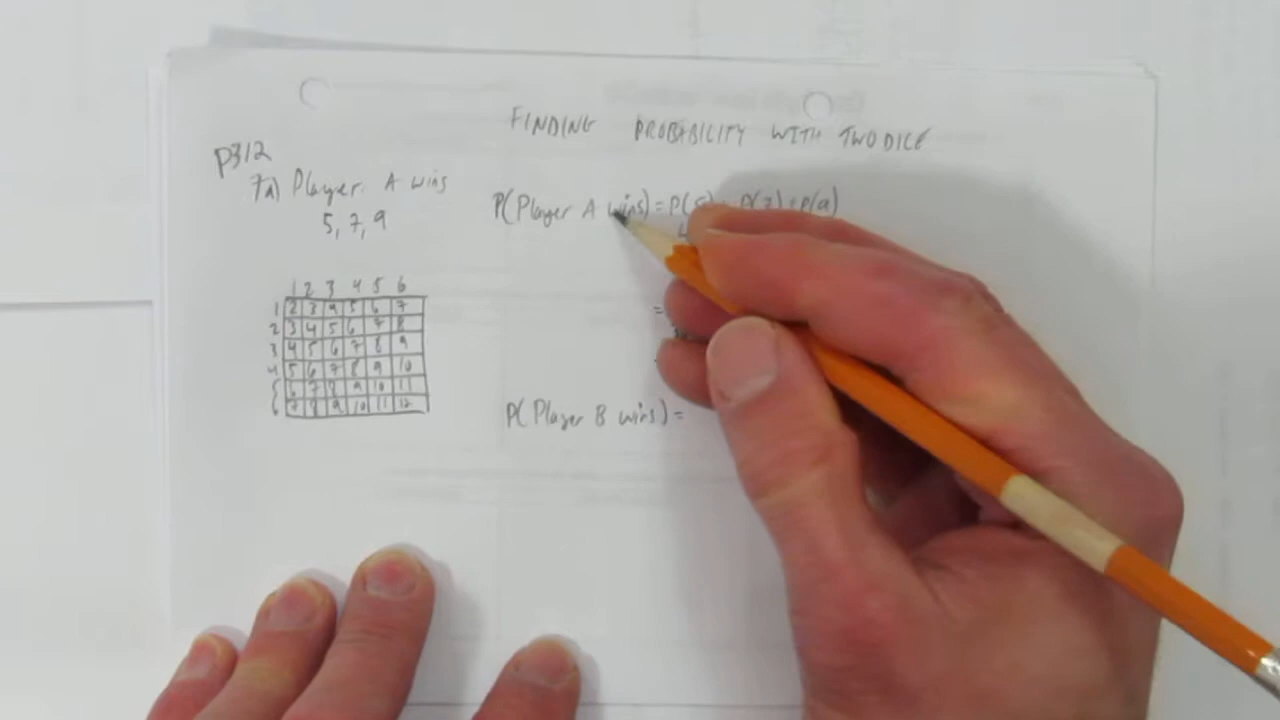 FINDING PROBABILITY WITH TWO DICE
p312
7a) Player A wins
5, 7, 9
P(Player A wins) = P(5) P(7) + P(9)
=
1 2 3 4 5 6
1 2 3 4 5 6 7
2 3 4 5 6 7 8
3 4 5 6 7 8 9
4 5 6 7 8 9 10
5 6 7 8 9 10 11
6 7 8 9 10 11 12
P(Player B wins) =